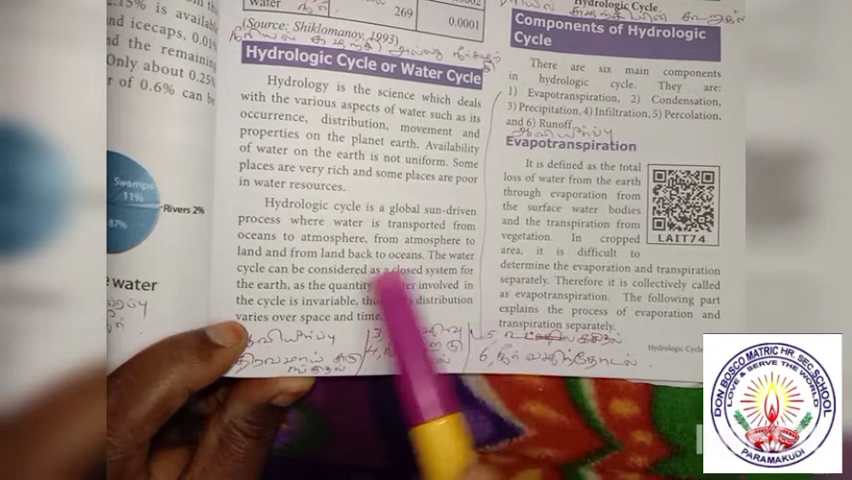 2.15% is available
and icecaps, 0.01%
and the remaining
Only about 0.25%
r of 0.6% can be
Swamps
11%
Rivers 2%
87%
water
Water
269
0.0001
(Source: Shiklomanov, 1993)
Hydrologic Cycle or Water Cycle
Hydrology is the science which deals
with the various aspects of water such as its
occurrence, distribution, movement and
properties on the planet earth. Availability
of water on the earth is not uniform. Some
places are very rich and some places are poor
in water resources.
Hydrologic cycle is a global sun-driven
process where water is transported from
oceans to atmosphere, from atmosphere to
land and from land back to oceans. The water
cycle can be considered as a closed system for
the earth, as the quantity involved in
the cycle is invariable, distribution
varies over space and time.
ஆவியார்ப்பு
Hydrologic Cycle.
Components of Hydrologic
Cycle
There are six main components
in hydrologic cycle. They are:
1) Evapotranspiration, 2) Condensation,
3) Precipitation, 4) Infiltration, 5) Percolation,
and 6) Runoff.
Evapotranspiration
It is defined as the total
loss of water from the earth
through evaporation from
the surface water bodies
and the transpiration from
vegetation. In cropped
area, it is difficult to
LAIT74
determine the evaporation and transpiration
separately. Therefore it is collectively called
as evapotranspiration. The following part
explains the process of evaporation and
transpiration separately.
Hydrologic Cycle
DON BOSCO MATRIC HR. SEC SCHOOL
LOVE & SERVE THE WORLD
PARAMAKUDI